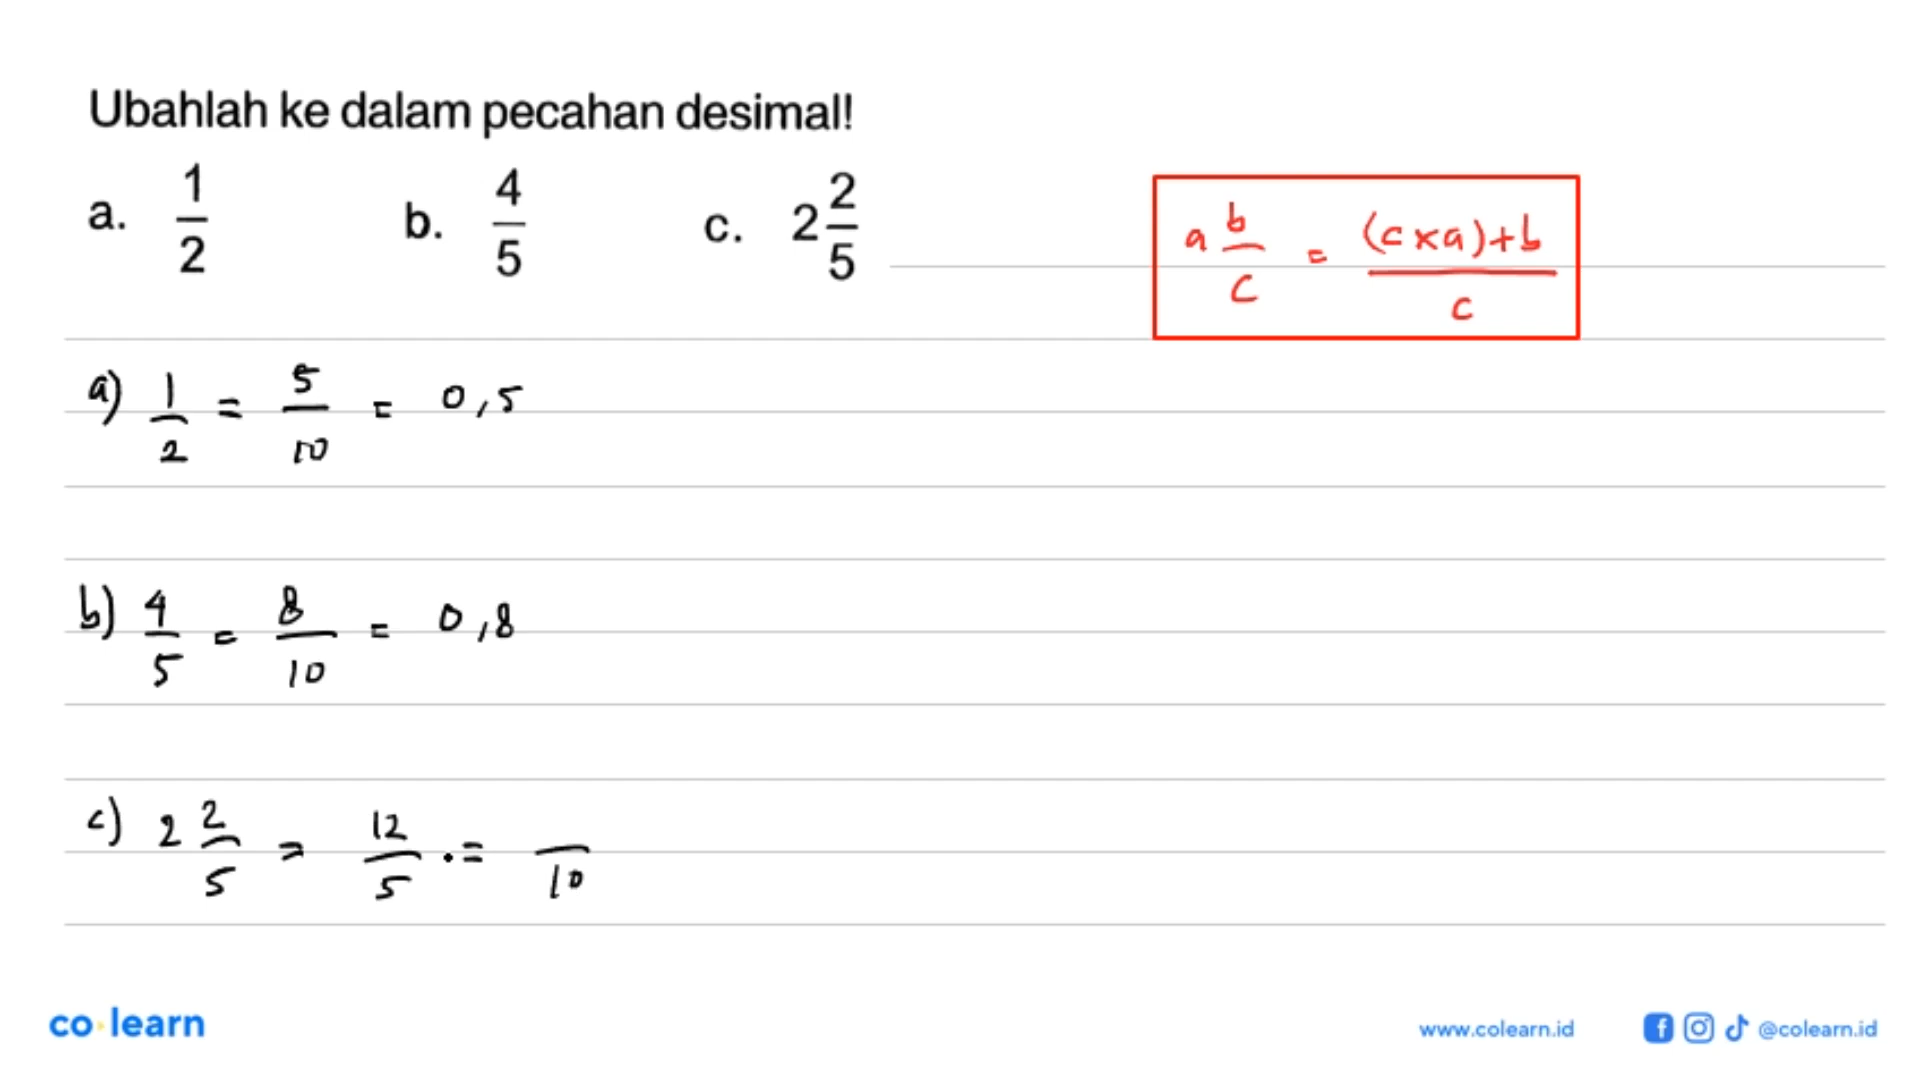 Ubahlah ke dalam pecahan desimal!
a. 1/2 b. 4/5 c. 2 2/5
a b/c = (c x a) + b / c
a) 1/2 = 5/10 = 0,5
b) 4/5 = 8/10 = 0,8
c) 2 2/5 = 12/5 . = /10
co learn
www.colearn.id @colearn.id